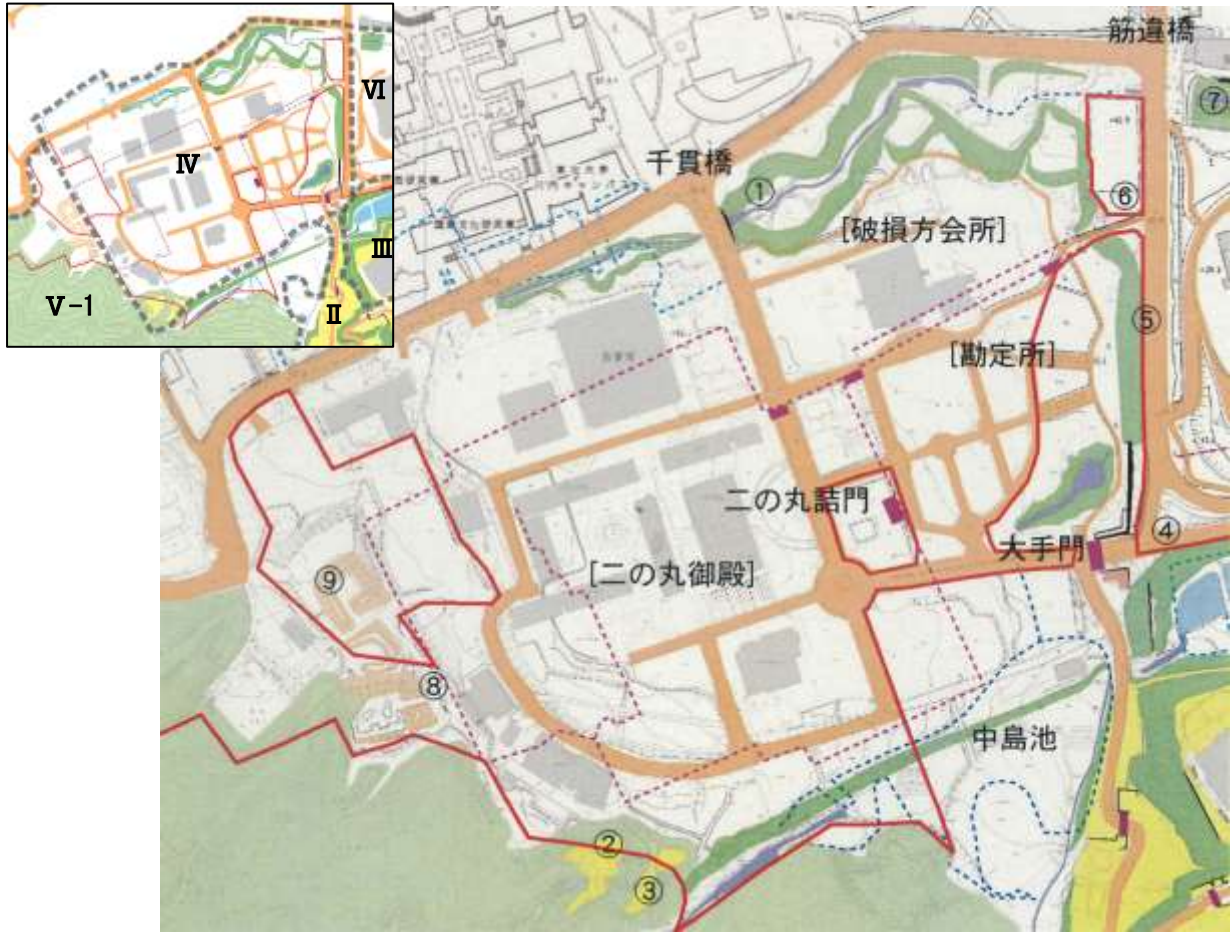 Ⅵ
Ⅳ
Ⅲ
Ⅴ-1
Ⅱ
筋違橋
⑦
千貫橋
①
⑥
[破損方会所]
⑤
[勘定所]
二の丸詰門
大手門
④
[二の丸御殿]
⑨
⑧
中島池
②
③